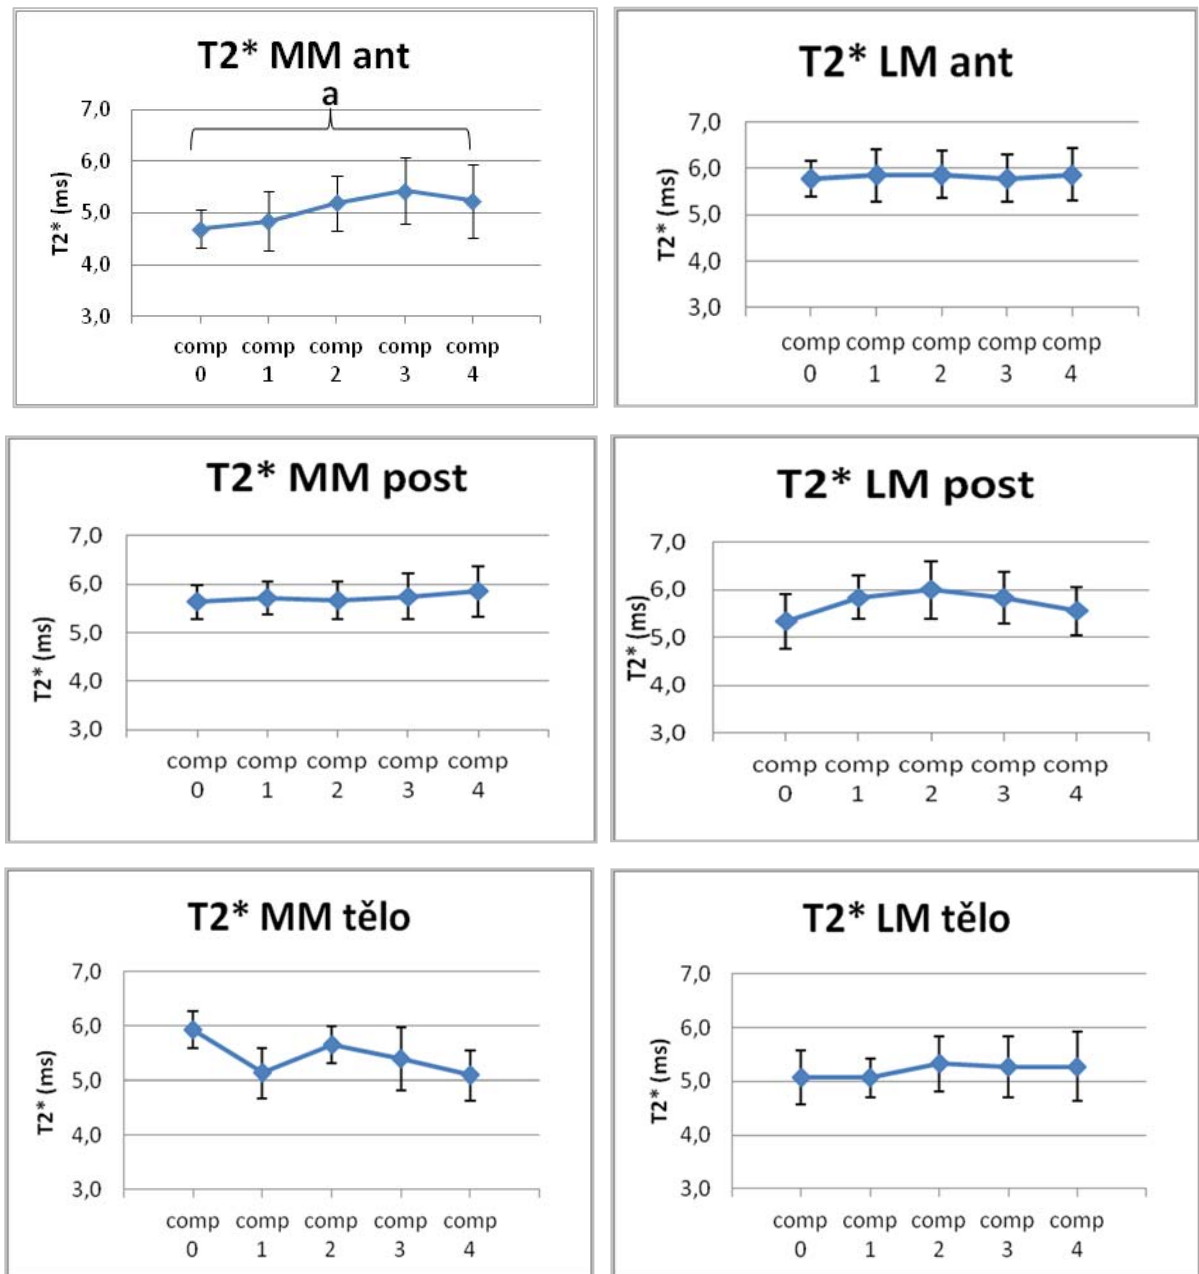 T2* MM ant
a
7,0
6,0
5,0
4,0
3,0
T2* (ms)
comp comp comp comp comp
0 1 2 3 4
T2* LM ant
7,0
6,0
5,0
4,0
3,0
T2* (ms)
comp comp comp comp comp
0 1 2 3 4
T2* MM post
7,0
6,0
5,0
4,0
3,0
T2* (ms)
comp comp comp comp comp
0 1 2 3 4
T2* LM post
7,0
6,0
5,0
4,0
3,0
T2* (ms)
comp comp comp comp comp
0 1 2 3 4
T2* MM tělo
7,0
6,0
5,0
4,0
3,0
T2* (ms)
comp comp comp comp comp
0 1 2 3 4
T2* LM tělo
7,0
6,0
5,0
4,0
3,0
T2* (ms)
comp comp comp comp comp
0 1 2 3 4